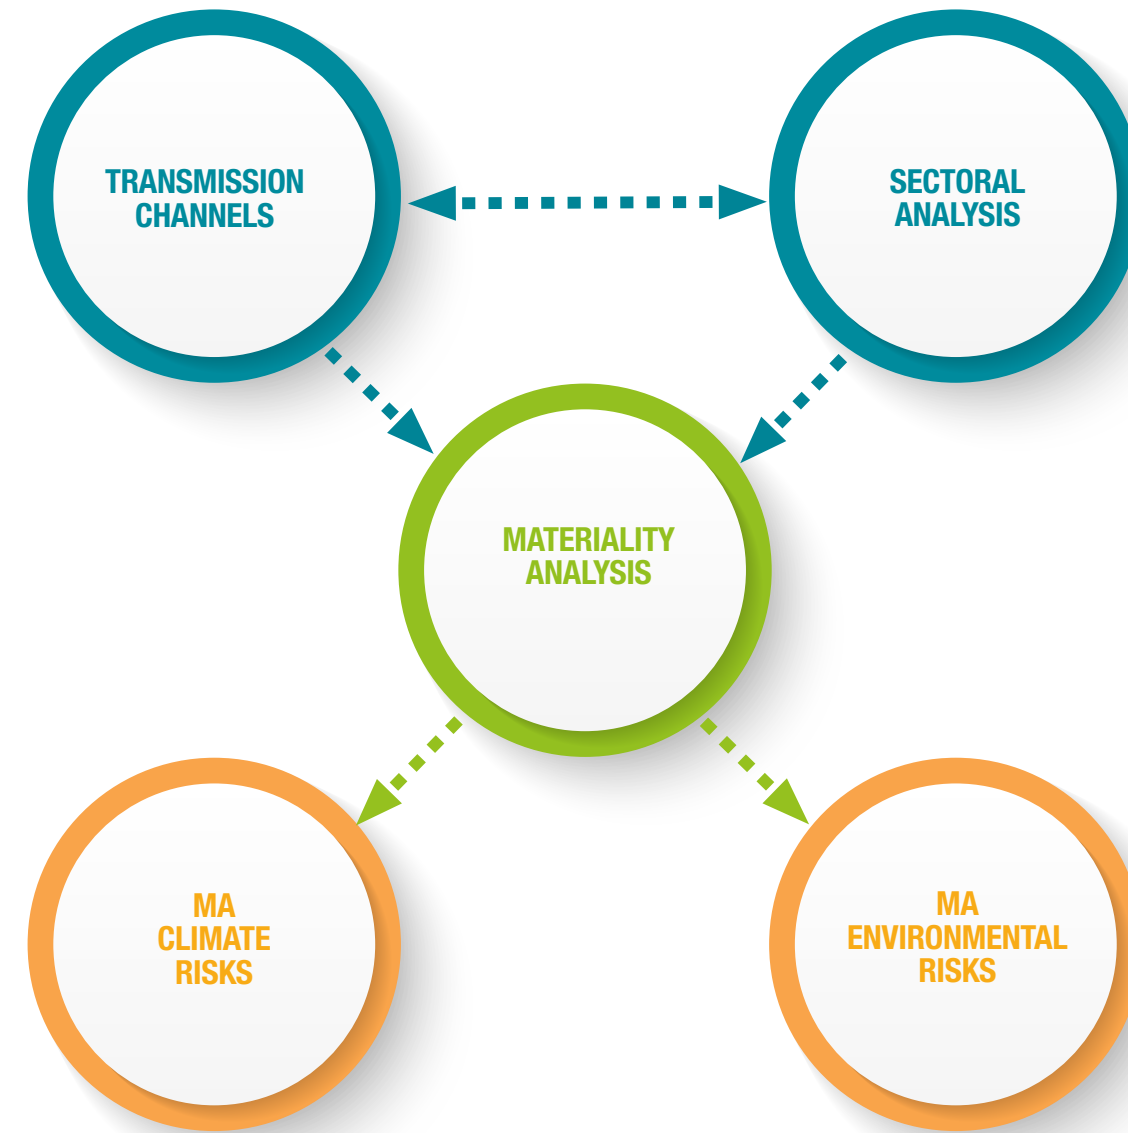 TRANSMISSION
CHANNELS
SECTORAL
ANALYSIS
MATERIALITY
ANALYSIS
MA
CLIMATE
RISKS
MA
ENVIRONMENTAL
RISKS